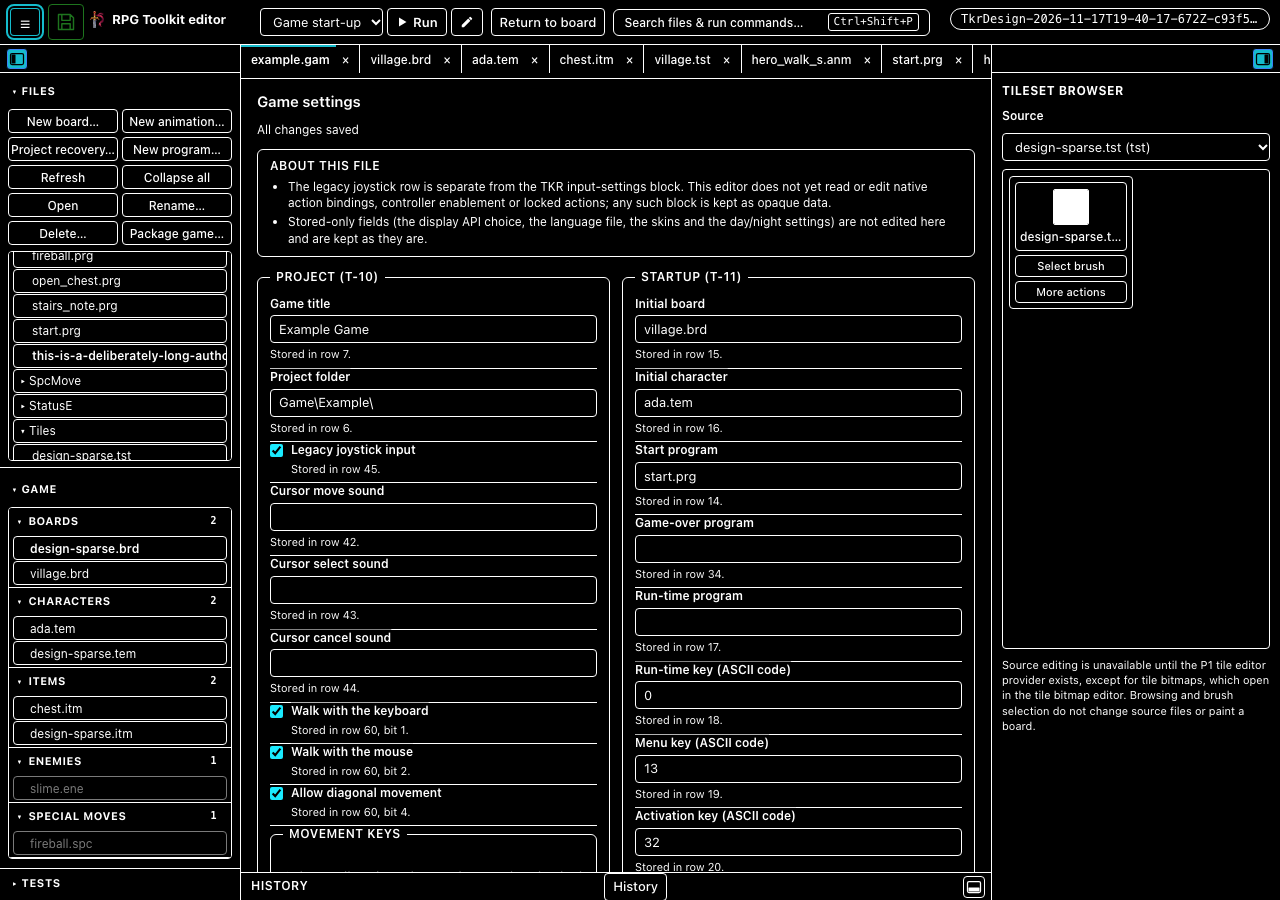 RPG Toolkit editor
Game start-up
Run
Return to board
Search files & run commands...
Ctrl+Shift+P
TkrDesign-2026-11-17T19-40-17-672Z-c93f5…
FILES
New board...
New animation...
Project recovery...
New program...
Refresh
Collapse all
Open
Rename...
Delete...
Package game...
fireball.prg
open_chest.prg
stairs_note.prg
start.prg
this-is-a-deliberately-long-autho
SpcMove
StatusE
Tiles
design-sparse.tst
GAME
BOARDS 2
design-sparse.brd
village.brd
CHARACTERS 2
ada.tem
design-sparse.tem
ITEMS 2
chest.itm
design-sparse.itm
ENEMIES 1
slime.ene
SPECIAL MOVES 1
fireball.spc
TESTS
example.gam ×
village.brd ×
ada.tem ×
chest.itm ×
village.tst ×
hero_walk_s.anm ×
start.prg ×
h
Game settings
All changes saved
ABOUT THIS FILE
• The legacy joystick row is separate from the TKR input-settings block. This editor does not yet read or edit native
action bindings, controller enablement or locked actions; any such block is kept as opaque data.
• Stored-only fields (the display API choice, the language file, the skins and the day/night settings) are not edited here
and are kept as they are.
PROJECT (T-10)
Game title
Example Game
Stored in row 7.
Project folder
Game\Example\
Stored in row 6.
Legacy joystick input
Stored in row 45.
Cursor move sound
Stored in row 42.
Cursor select sound
Stored in row 43.
Cursor cancel sound
Stored in row 44.
Walk with the keyboard
Stored in row 60, bit 1.
Walk with the mouse
Stored in row 60, bit 2.
Allow diagonal movement
Stored in row 60, bit 4.
MOVEMENT KEYS
STARTUP (T-11)
Initial board
village.brd
Stored in row 15.
Initial character
ada.tem
Stored in row 16.
Start program
start.prg
Stored in row 14.
Game-over program
Stored in row 34.
Run-time program
Stored in row 17.
Run-time key (ASCII code)
0
Stored in row 18.
Menu key (ASCII code)
13
Stored in row 19.
Activation key (ASCII code)
32
Stored in row 20.
HISTORY
History
TILESET BROWSER
Source
design-sparse.tst (tst)
design-sparse.t...
Select brush
More actions
Source editing is unavailable until the P1 tile editor
provider exists, except for tile bitmaps, which open
in the tile bitmap editor. Browsing and brush
selection do not change source files or paint a
board.